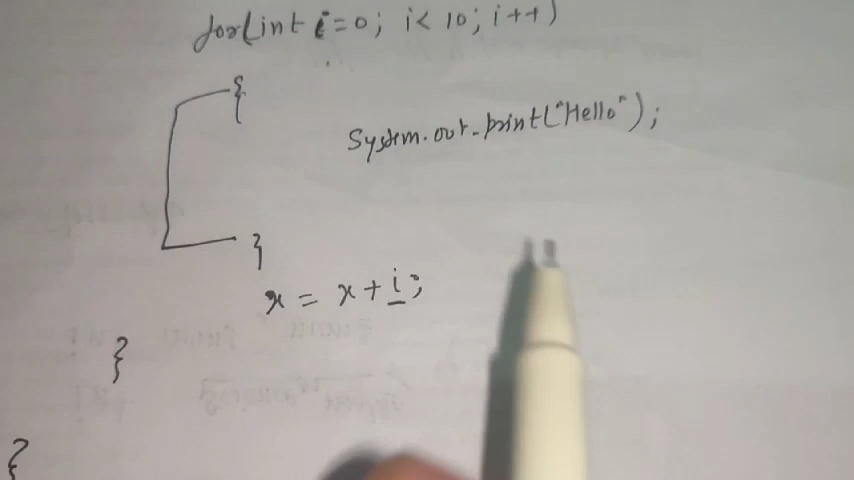 for(int i=0; i<10; i++)
{
System.out.print("Hello");
}
x = x+i;
}
}